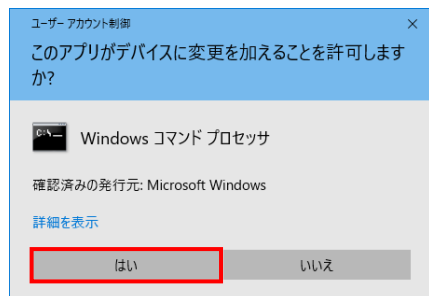 ユーザー アカウント制御
×
このアプリがデバイスに変更を加えることを許可します
か?
C:\
Windows コマンド プロセッサ
確認済みの発行元: Microsoft Windows
詳細を表示
はい
いいえ